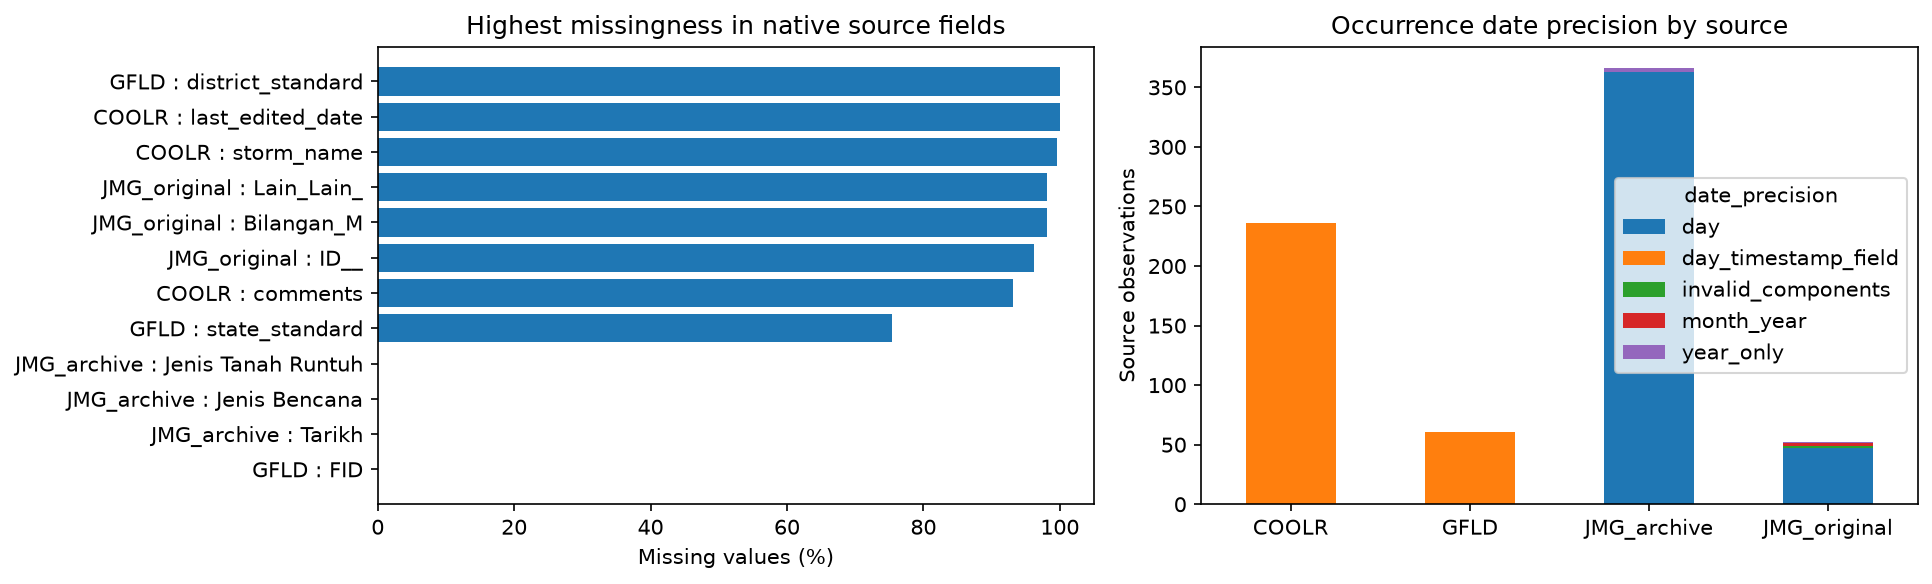 Highest missingness in native source fields
GFLD : district_standard
COOLR : last_edited_date
COOLR : storm_name
JMG_original : Lain_Lain_
JMG_original : Bilangan_M
JMG_original : ID__
COOLR : comments
GFLD : state_standard
JMG_archive : Jenis Tanah Runtuh
JMG_archive : Jenis Bencana
JMG_archive : Tarikh
GFLD : FID
0 20 40 60 80 100
Missing values (%)
Occurrence date precision by source
Source observations
350
300
250
200
150
100
50
0
date_precision
day
day_timestamp_field
invalid_components
month_year
year_only
COOLR GFLD JMG_archive JMG_original